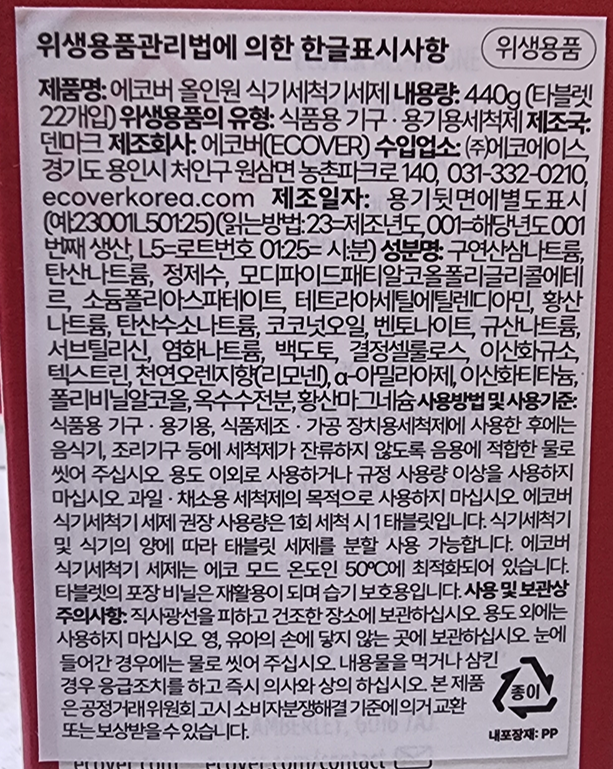 위생용품관리법에 의한 한글표시사항 위생용품
제품명: 에코버 올인원 식기세척기세제 내용량: 440g (타블렛
22개입) 위생용품의 유형: 식품용 기구·용기용세척제 제조국:
덴마크 제조회사: 에코버(ECOVER) 수입업소: ㈜에코에이스,
경기도 용인시 처인구 원삼면 농촌파크로 140, 031-332-0210,
ecoverkorea.com 제조일자: 용기뒷면에별도표시
(예:23001L50125)(읽는방법:23=제조년도, 001=해당년도 001
번째 생산, L5=로트번호 01:25= 시:분) 성분명: 구연산삼나트륨,
탄산나트륨, 정제수, 모디파이드패티알코올폴리글리콜에테
르, 소듐폴리아스파테이트, 테트라아세틸에틸렌디아민, 황산
나트륨, 탄산수소나트륨, 코코넛오일, 벤토나이트, 규산나트륨,
서브틸리신, 염화나트륨, 백도토, 결정셀룰로스, 이산화규소,
덱스트린, 천연오렌지향(리모넨), α-아밀라아제, 이산화티타늄,
폴리비닐알코올, 옥수수전분, 황산마그네슘 사용방법 및 사용기준:
식품용 기구·용기용, 식품제조·가공 장치용세척제에 사용한 후에는
음식기, 조리기구 등에 세척제가 잔류하지 않도록 음용에 적합한 물로
씻어 주십시오. 용도 이외로 사용하거나 규정 사용량 이상을 사용하지
마십시오. 과일·채소용 세척제의 목적으로 사용하지 마십시오. 에코버
식기세척기 세제 권장 사용량은 1회 세척 시 1태블릿입니다. 식기세척기
및 식기의 양에 따라 태블릿 세제를 분할 사용 가능합니다. 에코버
식기세척기 세제는 에코 모드 온도인 50℃에 최적화되어 있습니다.
타블렛의 포장 비닐은 재활용이 되며 습기 보호용입니다. 사용 및 보관상
주의사항: 직사광선을 피하고 건조한 장소에 보관하십시오. 용도 외에는
사용하지 마십시오. 영, 유아의 손에 닿지 않는 곳에 보관하십시오. 눈에
들어간 경우에는 물로 씻어 주십시오. 내용물을 먹거나 삼킨
경우 응급조치를 하고 즉시 의사와 상의 하십시오. 본 제품
은 공정거래위원회 고시 소비자분쟁해결 기준에 의거 교환
또는 보상받을 수 있습니다.
종이
내포장재: PP
ecover.com ecover.com/contact